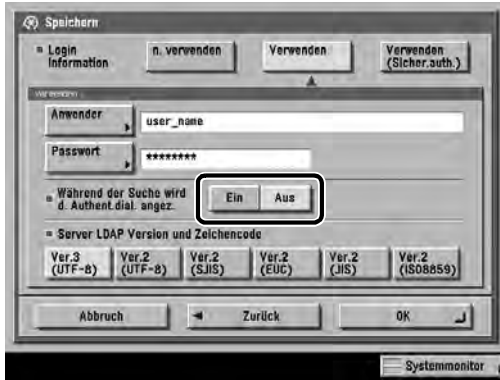 Speichern
Login
Information
n. verwenden
Verwenden
Verwenden
(Sicher.auth.)
Verwenden
Anwender
user_name
Passwort
********
Während der Suche wird
d. Authent.dial. angez.
Ein
Aus
Server LDAP Version und Zeichencode
Ver.3
(UTF-8)
Ver.2
(UTF-8)
Ver.2
(SJIS)
Ver.2
(EUC)
Ver.2
(JIS)
Ver.2
(ISO8859)
Abbruch
Zurück
OK
Systemmonitor